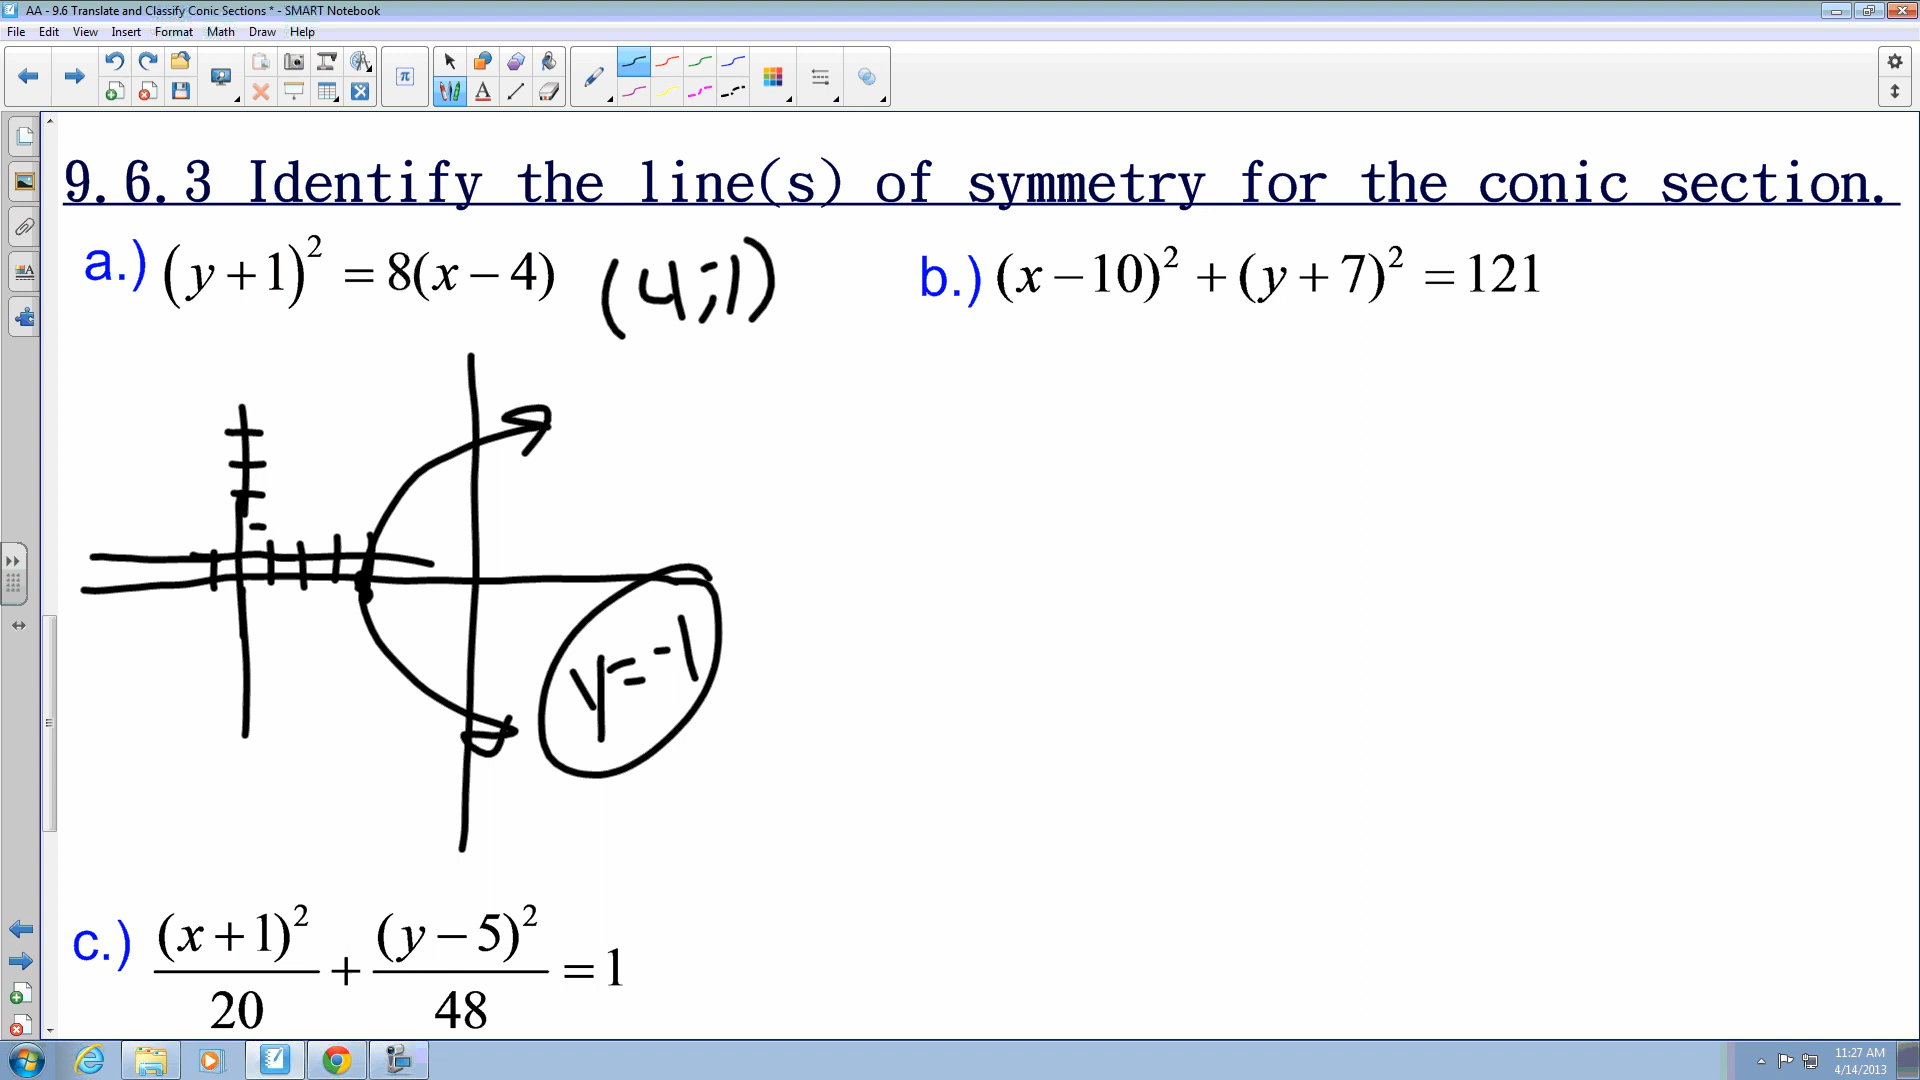 AA - 9.6 Translate and Classify Conic Sections * - SMART Notebook
File Edit View Insert Format Math Draw Help
9.6.3 Identify the line(s) of symmetry for the conic section.
a.) (y + 1)² = 8(x − 4) (4,-1)
b.) (x − 10)² + (y + 7)² = 121
y=-1
c.) (x + 1)²/20 + (y − 5)²/48 = 1
11:27 AM
4/14/2013